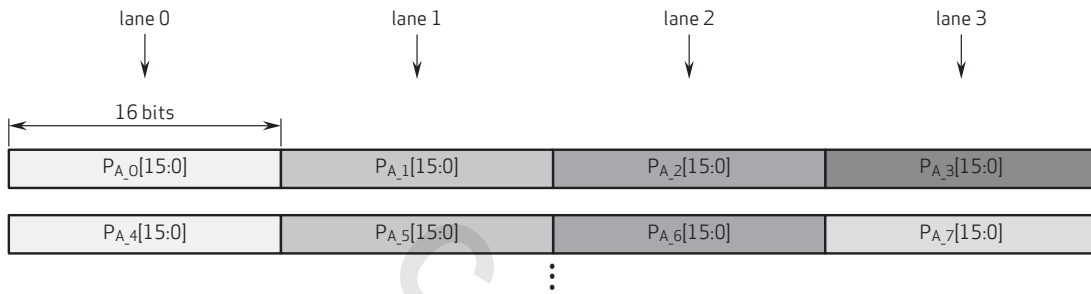 lane 0 lane 1 lane 2 lane 3
16 bits
PA_0[15:0] PA_1[15:0] PA_2[15:0] PA_3[15:0]
PA_4[15:0] PA_5[15:0] PA_6[15:0] PA_7[15:0]